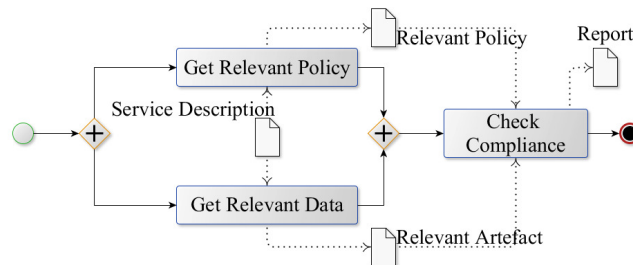 Report
Relevant Policy
Get Relevant Policy
Service Description
Check
Compliance
Get Relevant Data
Relevant Artefact